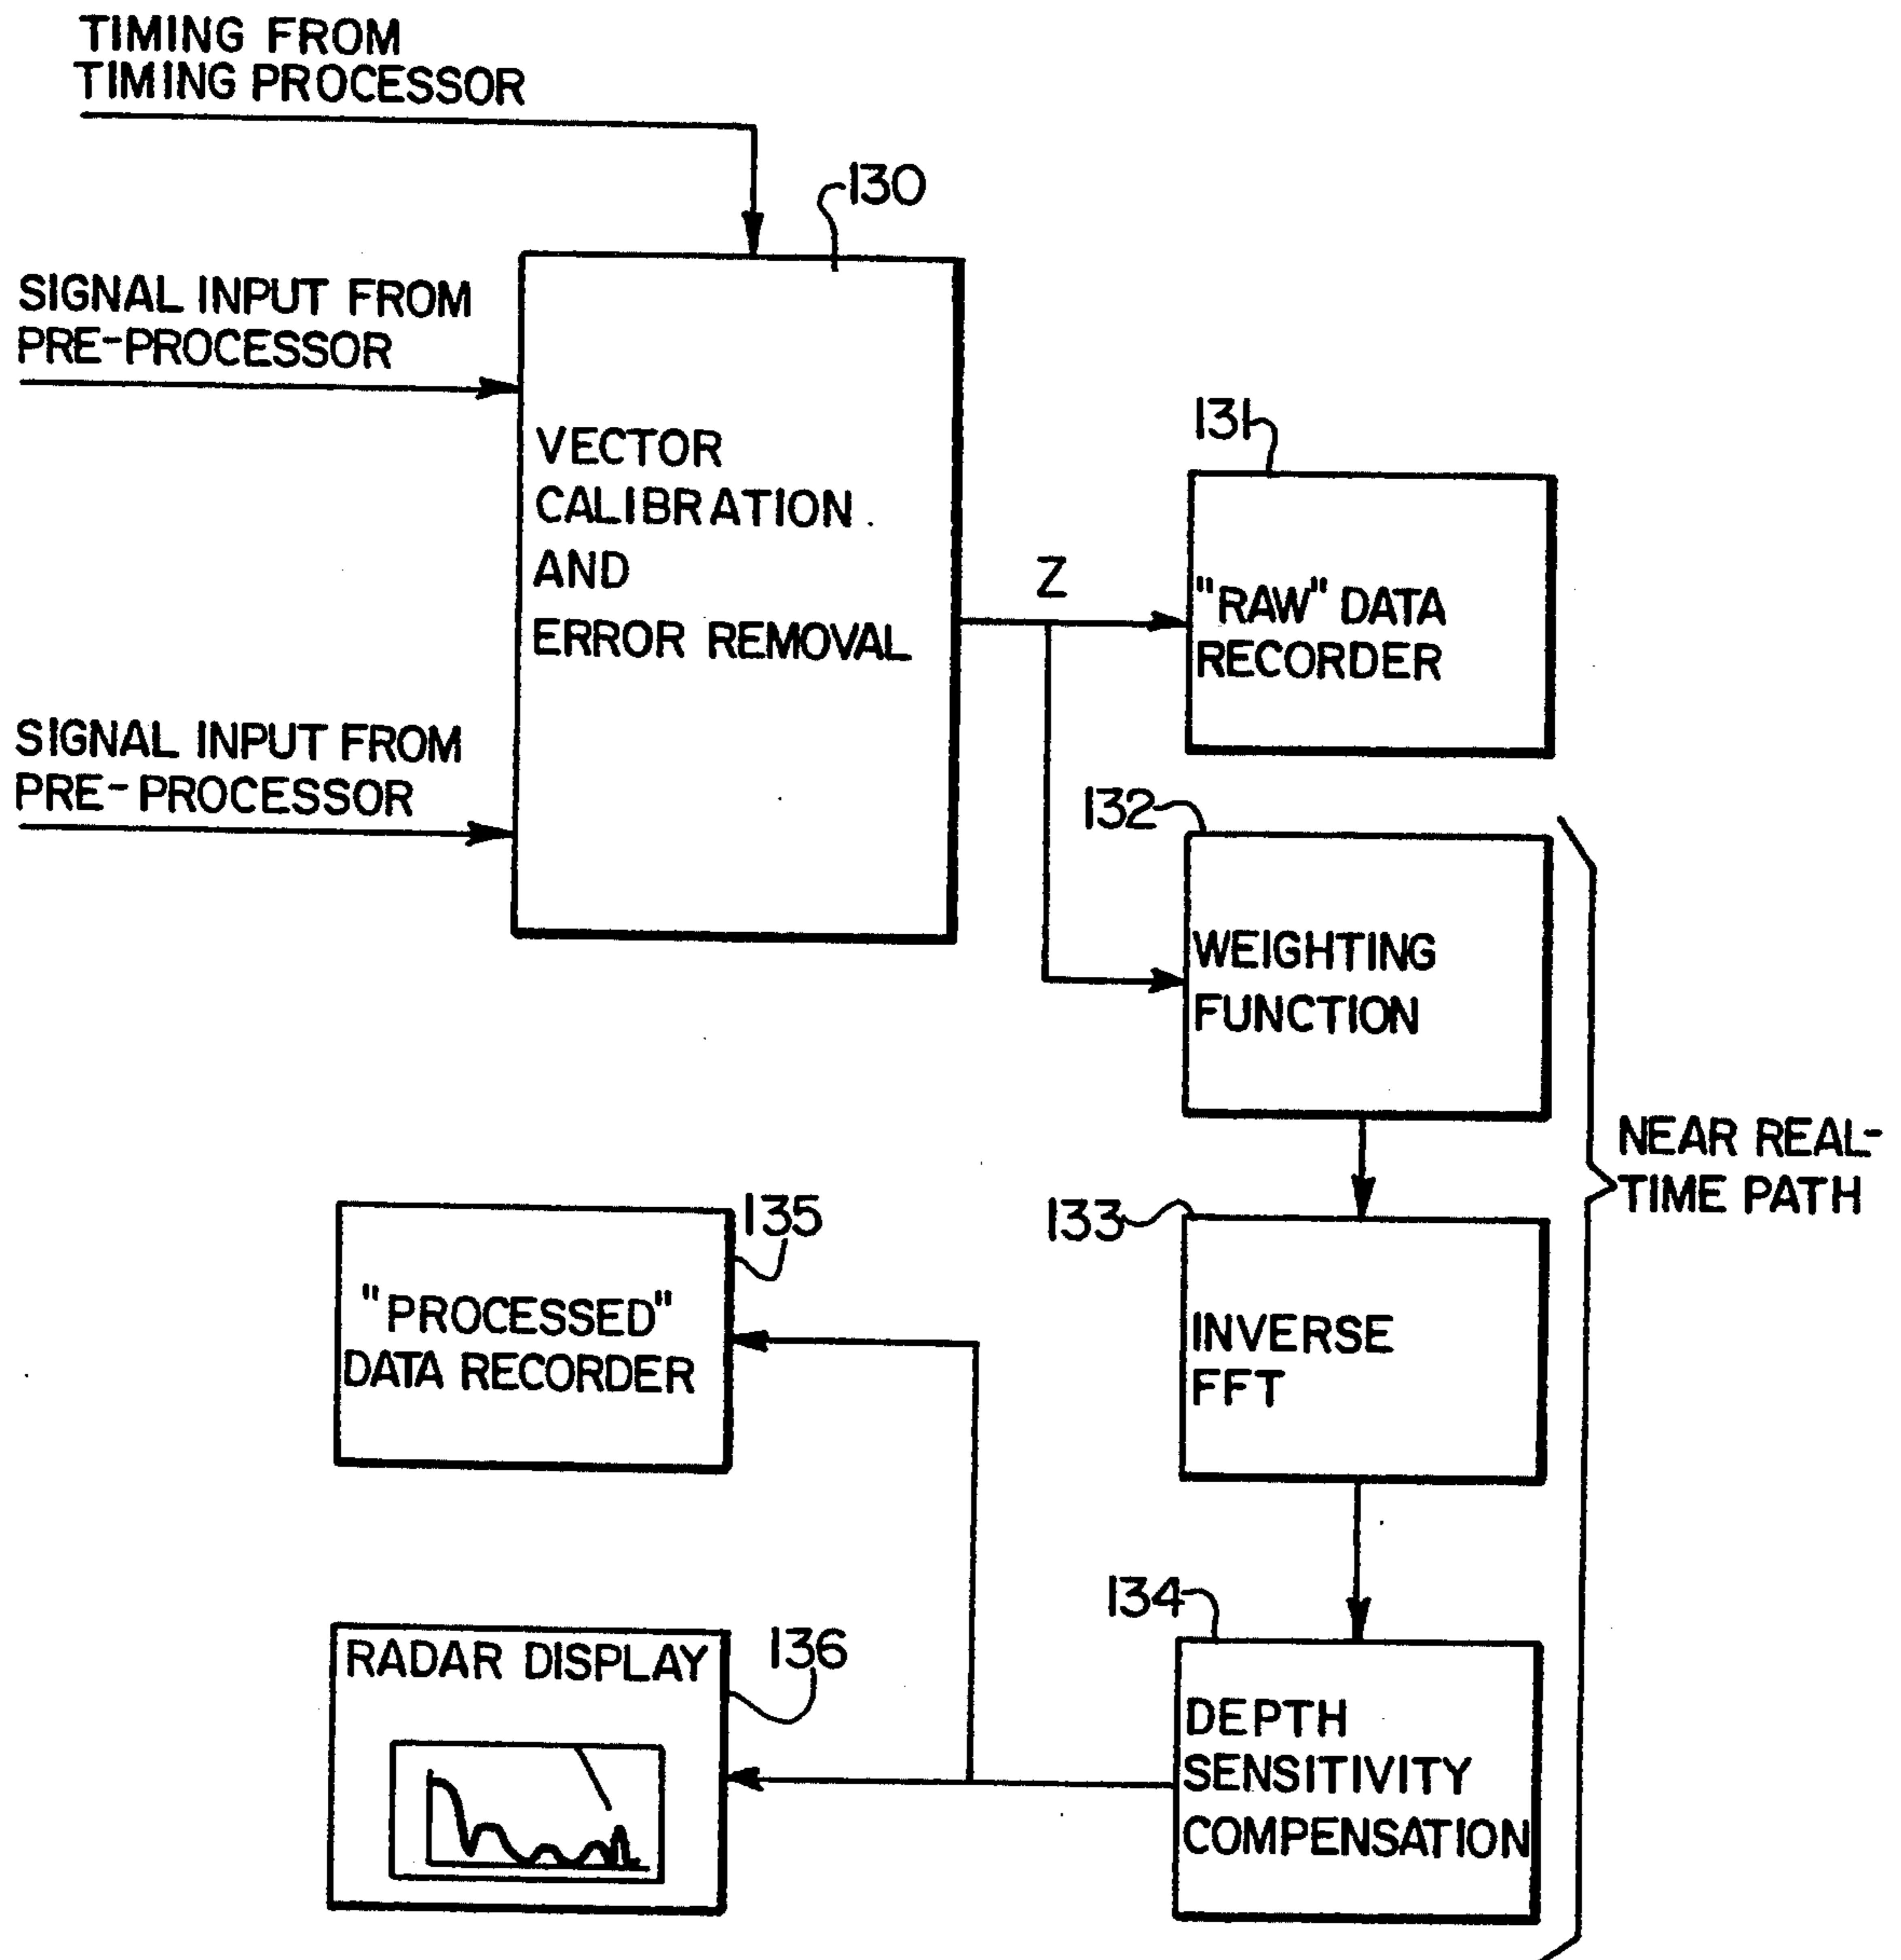 TIMING FROM
TIMING PROCESSOR
130
SIGNAL INPUT FROM
PRE-PROCESSOR
VECTOR
CALIBRATION
AND
ERROR REMOVAL
SIGNAL INPUT FROM
PRE-PROCESSOR
Z
131
"RAW" DATA
RECORDER
132
WEIGHTING
FUNCTION
NEAR REAL-
TIME PATH
133
INVERSE
FFT
135
"PROCESSED"
DATA RECORDER
134
DEPTH
SENSITIVITY
COMPENSATION
136
RADAR DISPLAY